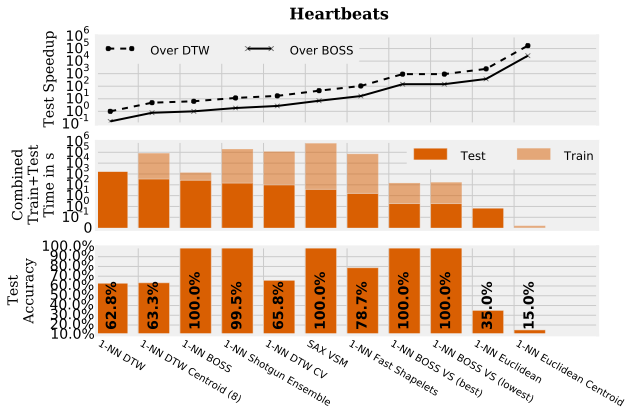 Heartbeats
Test Speedup
10^6
10^5
10^4
10^3
10^2
10^1
10^0
10^-1
Over DTW
Over BOSS
Combined
Train+Test
Time in s
10^6
10^5
10^4
10^3
10^2
10^1
10^0
10^1
0
Test
Train
Test
Accuracy
100.0%
90.0%
80.0%
70.0%
60.0%
50.0%
40.0%
30.0%
20.0%
10.0%
62.8%
63.3%
100.0%
99.5%
65.8%
100.0%
78.7%
100.0%
100.0%
35.0%
15.0%
1-NN DTW
1-NN DTW Centroid (8)
1-NN BOSS
1-NN Shotgun Ensemble
1-NN DTW CV
SAX VSM
1-NN Fast Shapelets
1-NN BOSS VS (best)
1-NN BOSS VS (lowest)
1-NN Euclidean
1-NN Euclidean Centroid